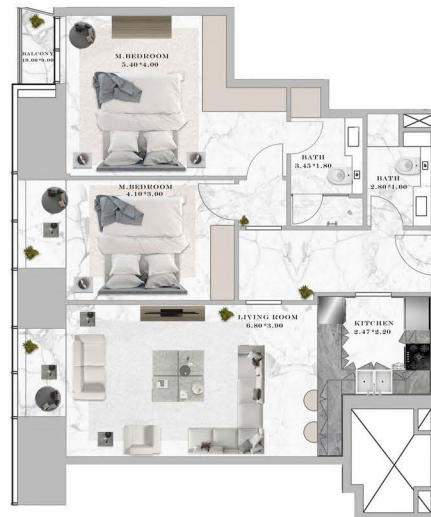 BALCONY
19.00*9.00
M.BEDROOM
5.40*4.00
BATH
3.45*1.80
BATH
2.80*1.60
M.BEDROOM
4.10*3.00
LIVING ROOM
6.80*3.90
KITCHEN
2.47*2.20